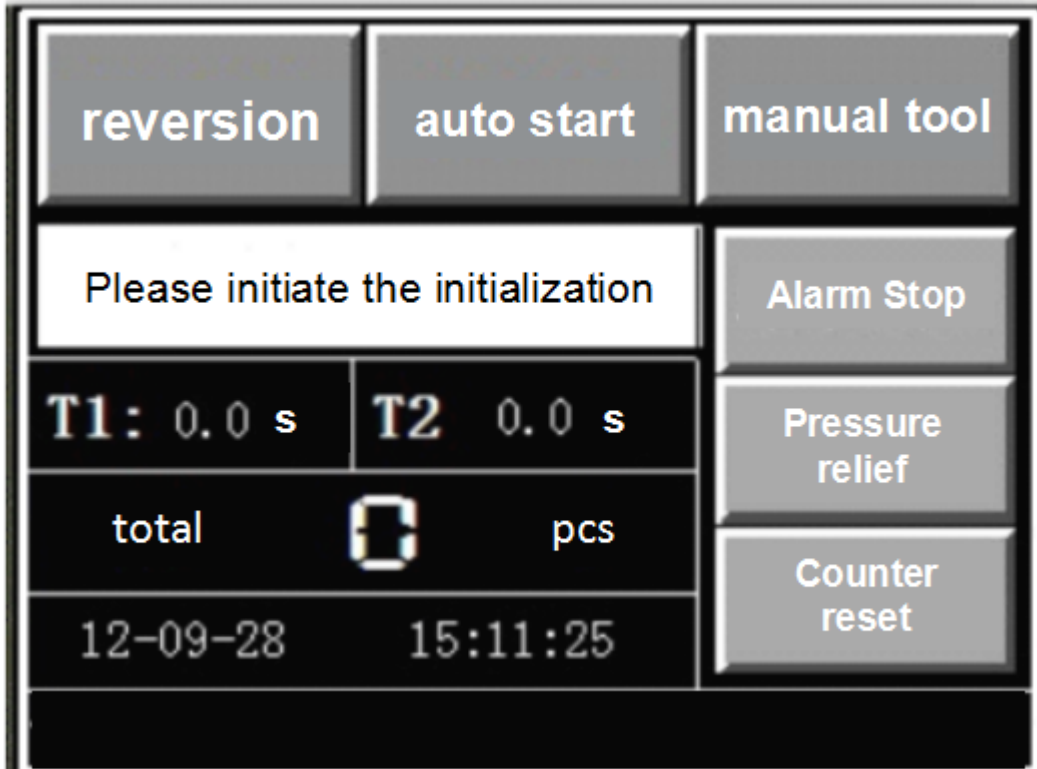 reversion auto start manual tool
Please initiate the initialization
Alarm Stop
T1: 0.0 s T2 0.0 s
Pressure
relief
total 0 pcs
Counter
reset
12-09-28 15:11:25